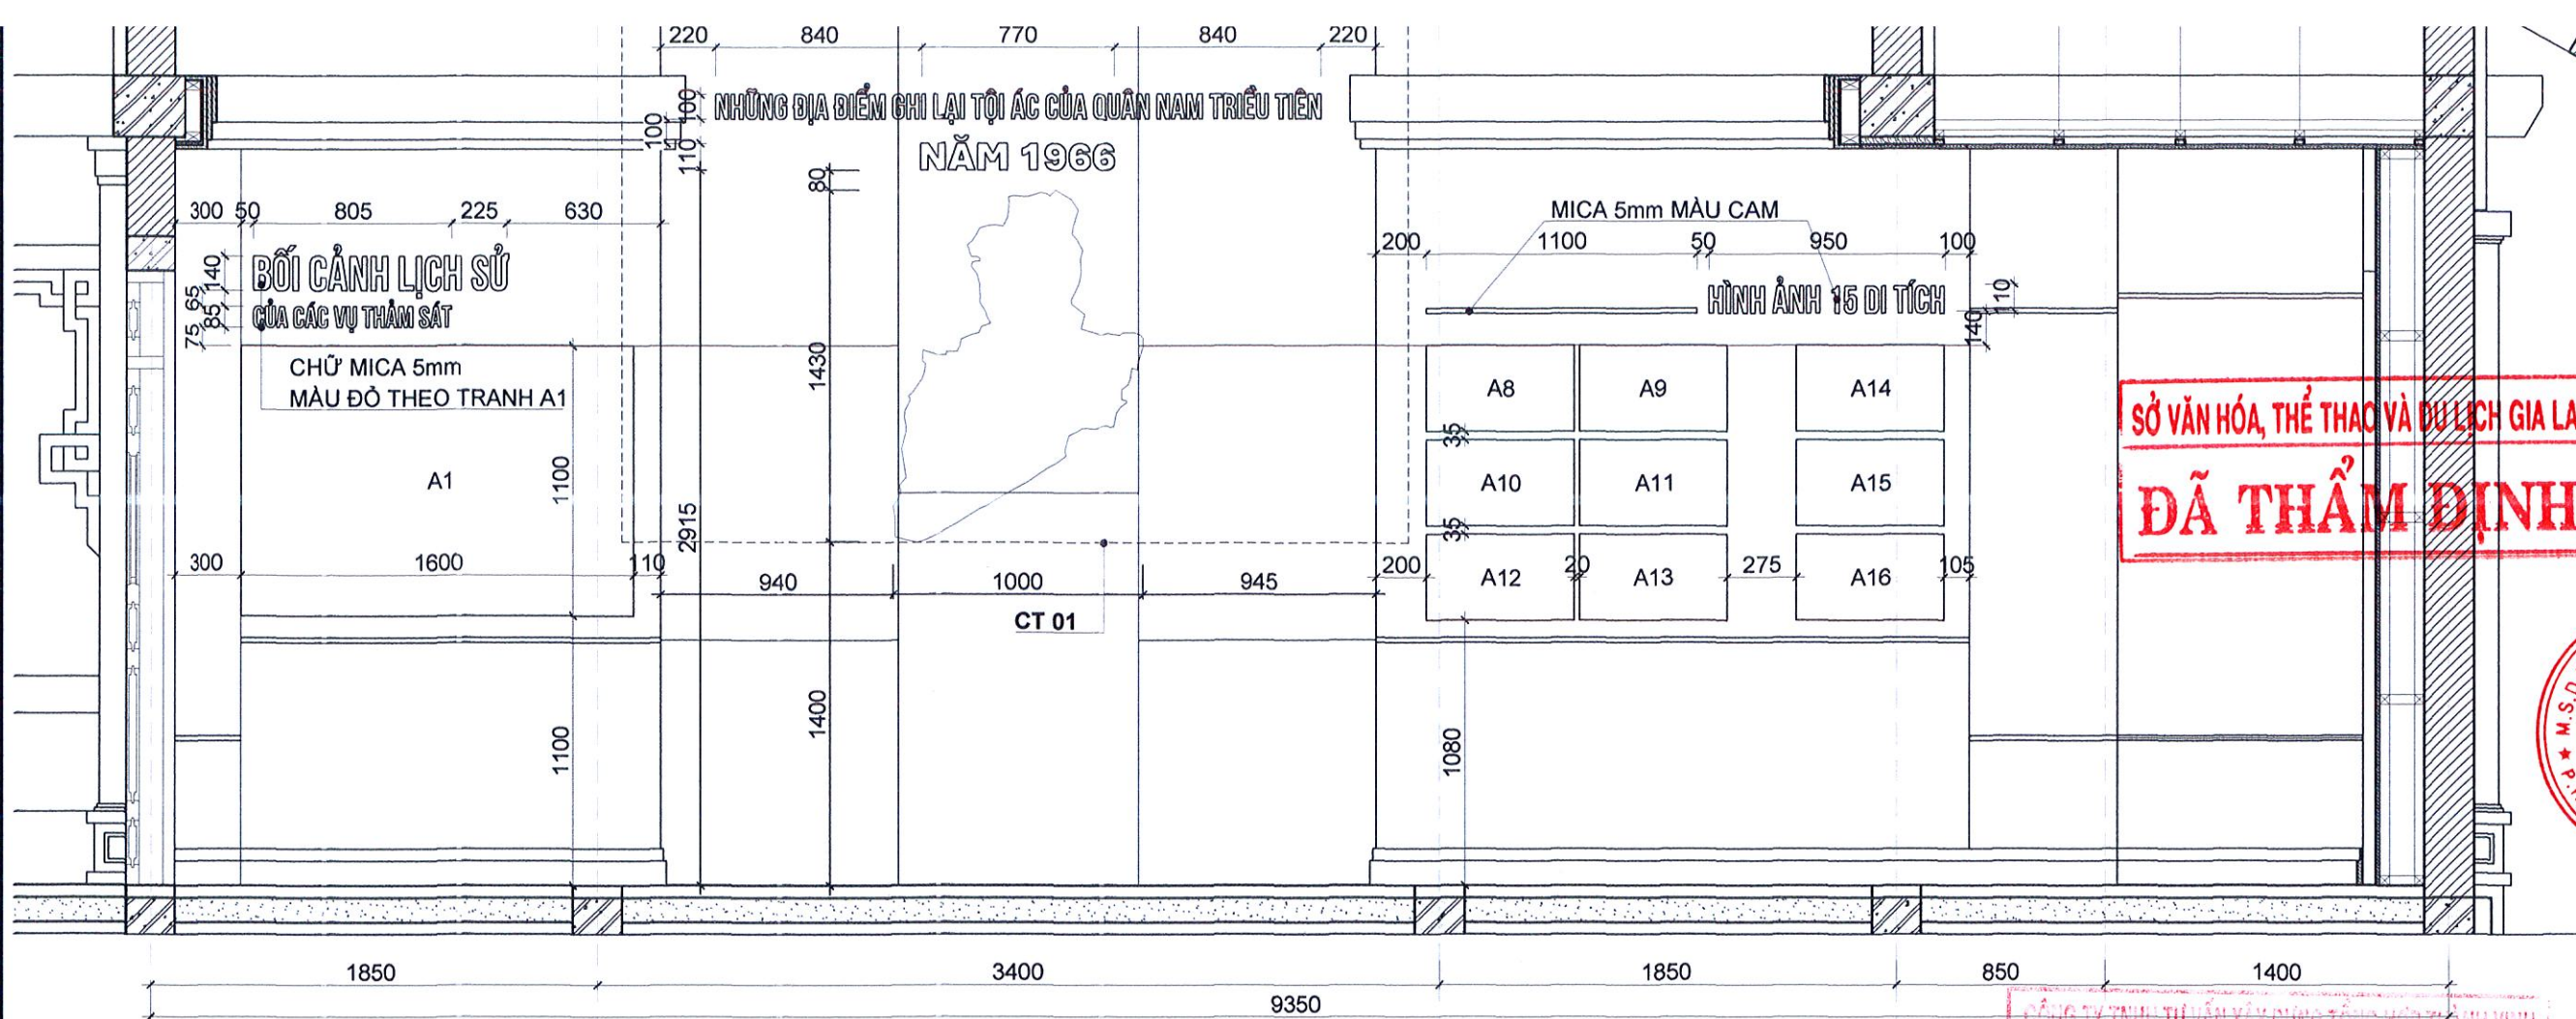 220 840 770 840 220
NHỮNG ĐỊA ĐIỂM GHI LẠI TỘI ÁC CỦA QUÂN NAM TRIỀU TIÊN
NĂM 1966
100
100
110
80
300 50 805 225 630
BỐI CẢNH LỊCH SỬ
CỦA CÁC VỤ THẢM SÁT
140
65
85
75
CHỮ MICA 5mm
MÀU ĐỎ THEO TRANH A1
A1
1100
300 1600 110
1100
2915
1430
1400
940 1000 945
CT 01
MICA 5mm MÀU CAM
200 1100 50 950 100
HÌNH ẢNH 15 DI TÍCH
110
140
A8 A9 A14
35
A10 A11 A15
35
200 A12 20 A13 275 A16 105
1080
SỞ VĂN HÓA, THỂ THAO VÀ DU LỊCH GIA LA
ĐÃ THẨM ĐỊNH
★ M.S.D
1850 3400 1850 850 1400
9350